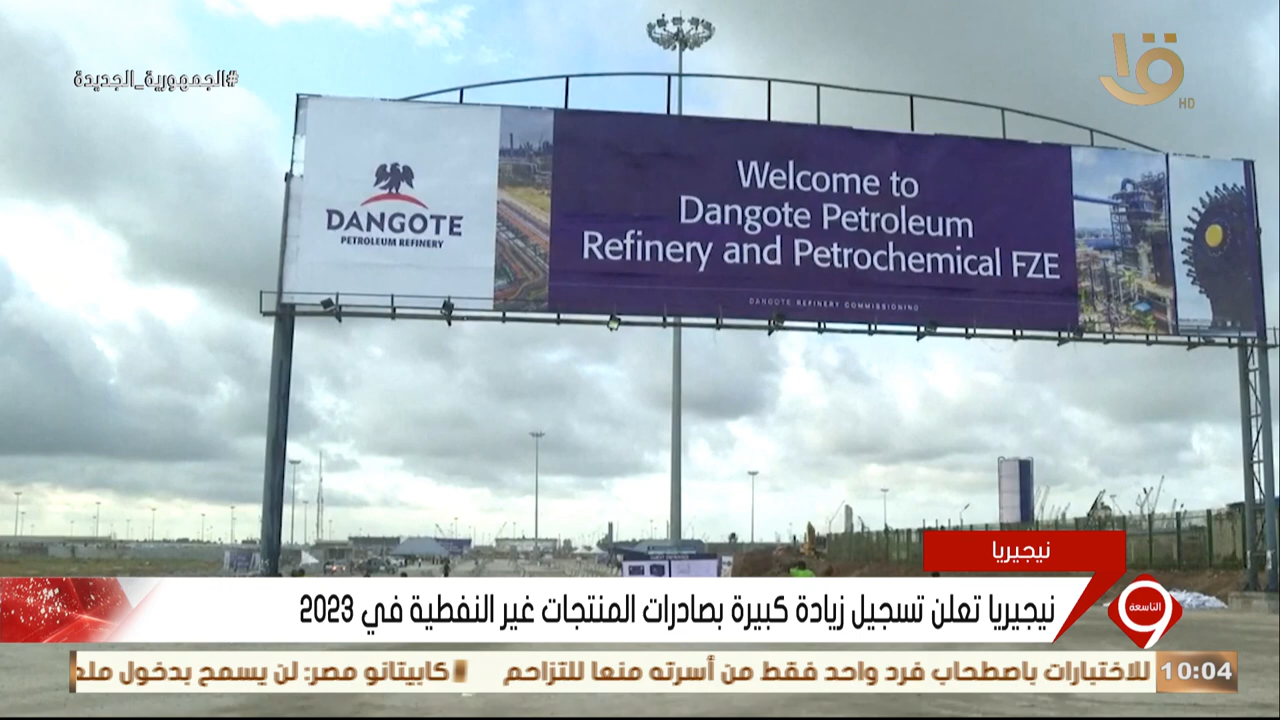 #الجمهورية_الجديدة
HD
DANGOTE
PETROLEUM REFINERY
Welcome to
Dangote Petroleum
Refinery and Petrochemical FZE
DANGOTE REFINERY COMMISSIONING
نيجيريا
نيجيريا تعلن تسجيل زيادة كبيرة بصادرات المنتجات غير النفطية في 2023
التاسعة
9
للاختبارات باصطحاب فرد واحد فقط من أسرته منعا للتزاحم
كابيتانو مصر: لن يسمح بدخول
10:04